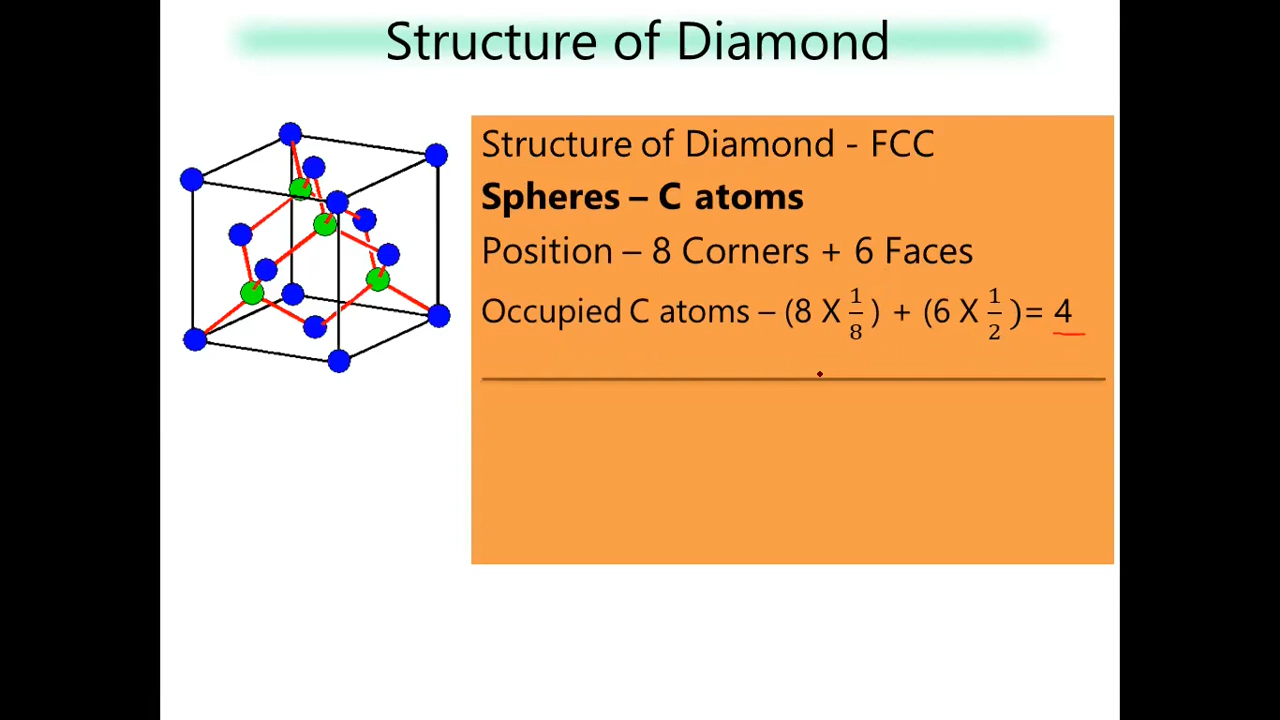 Structure of Diamond
Structure of Diamond - FCC
Spheres – C atoms
Position – 8 Corners + 6 Faces
Occupied C atoms – (8 X 1/8 ) + (6 X 1/2 )= 4